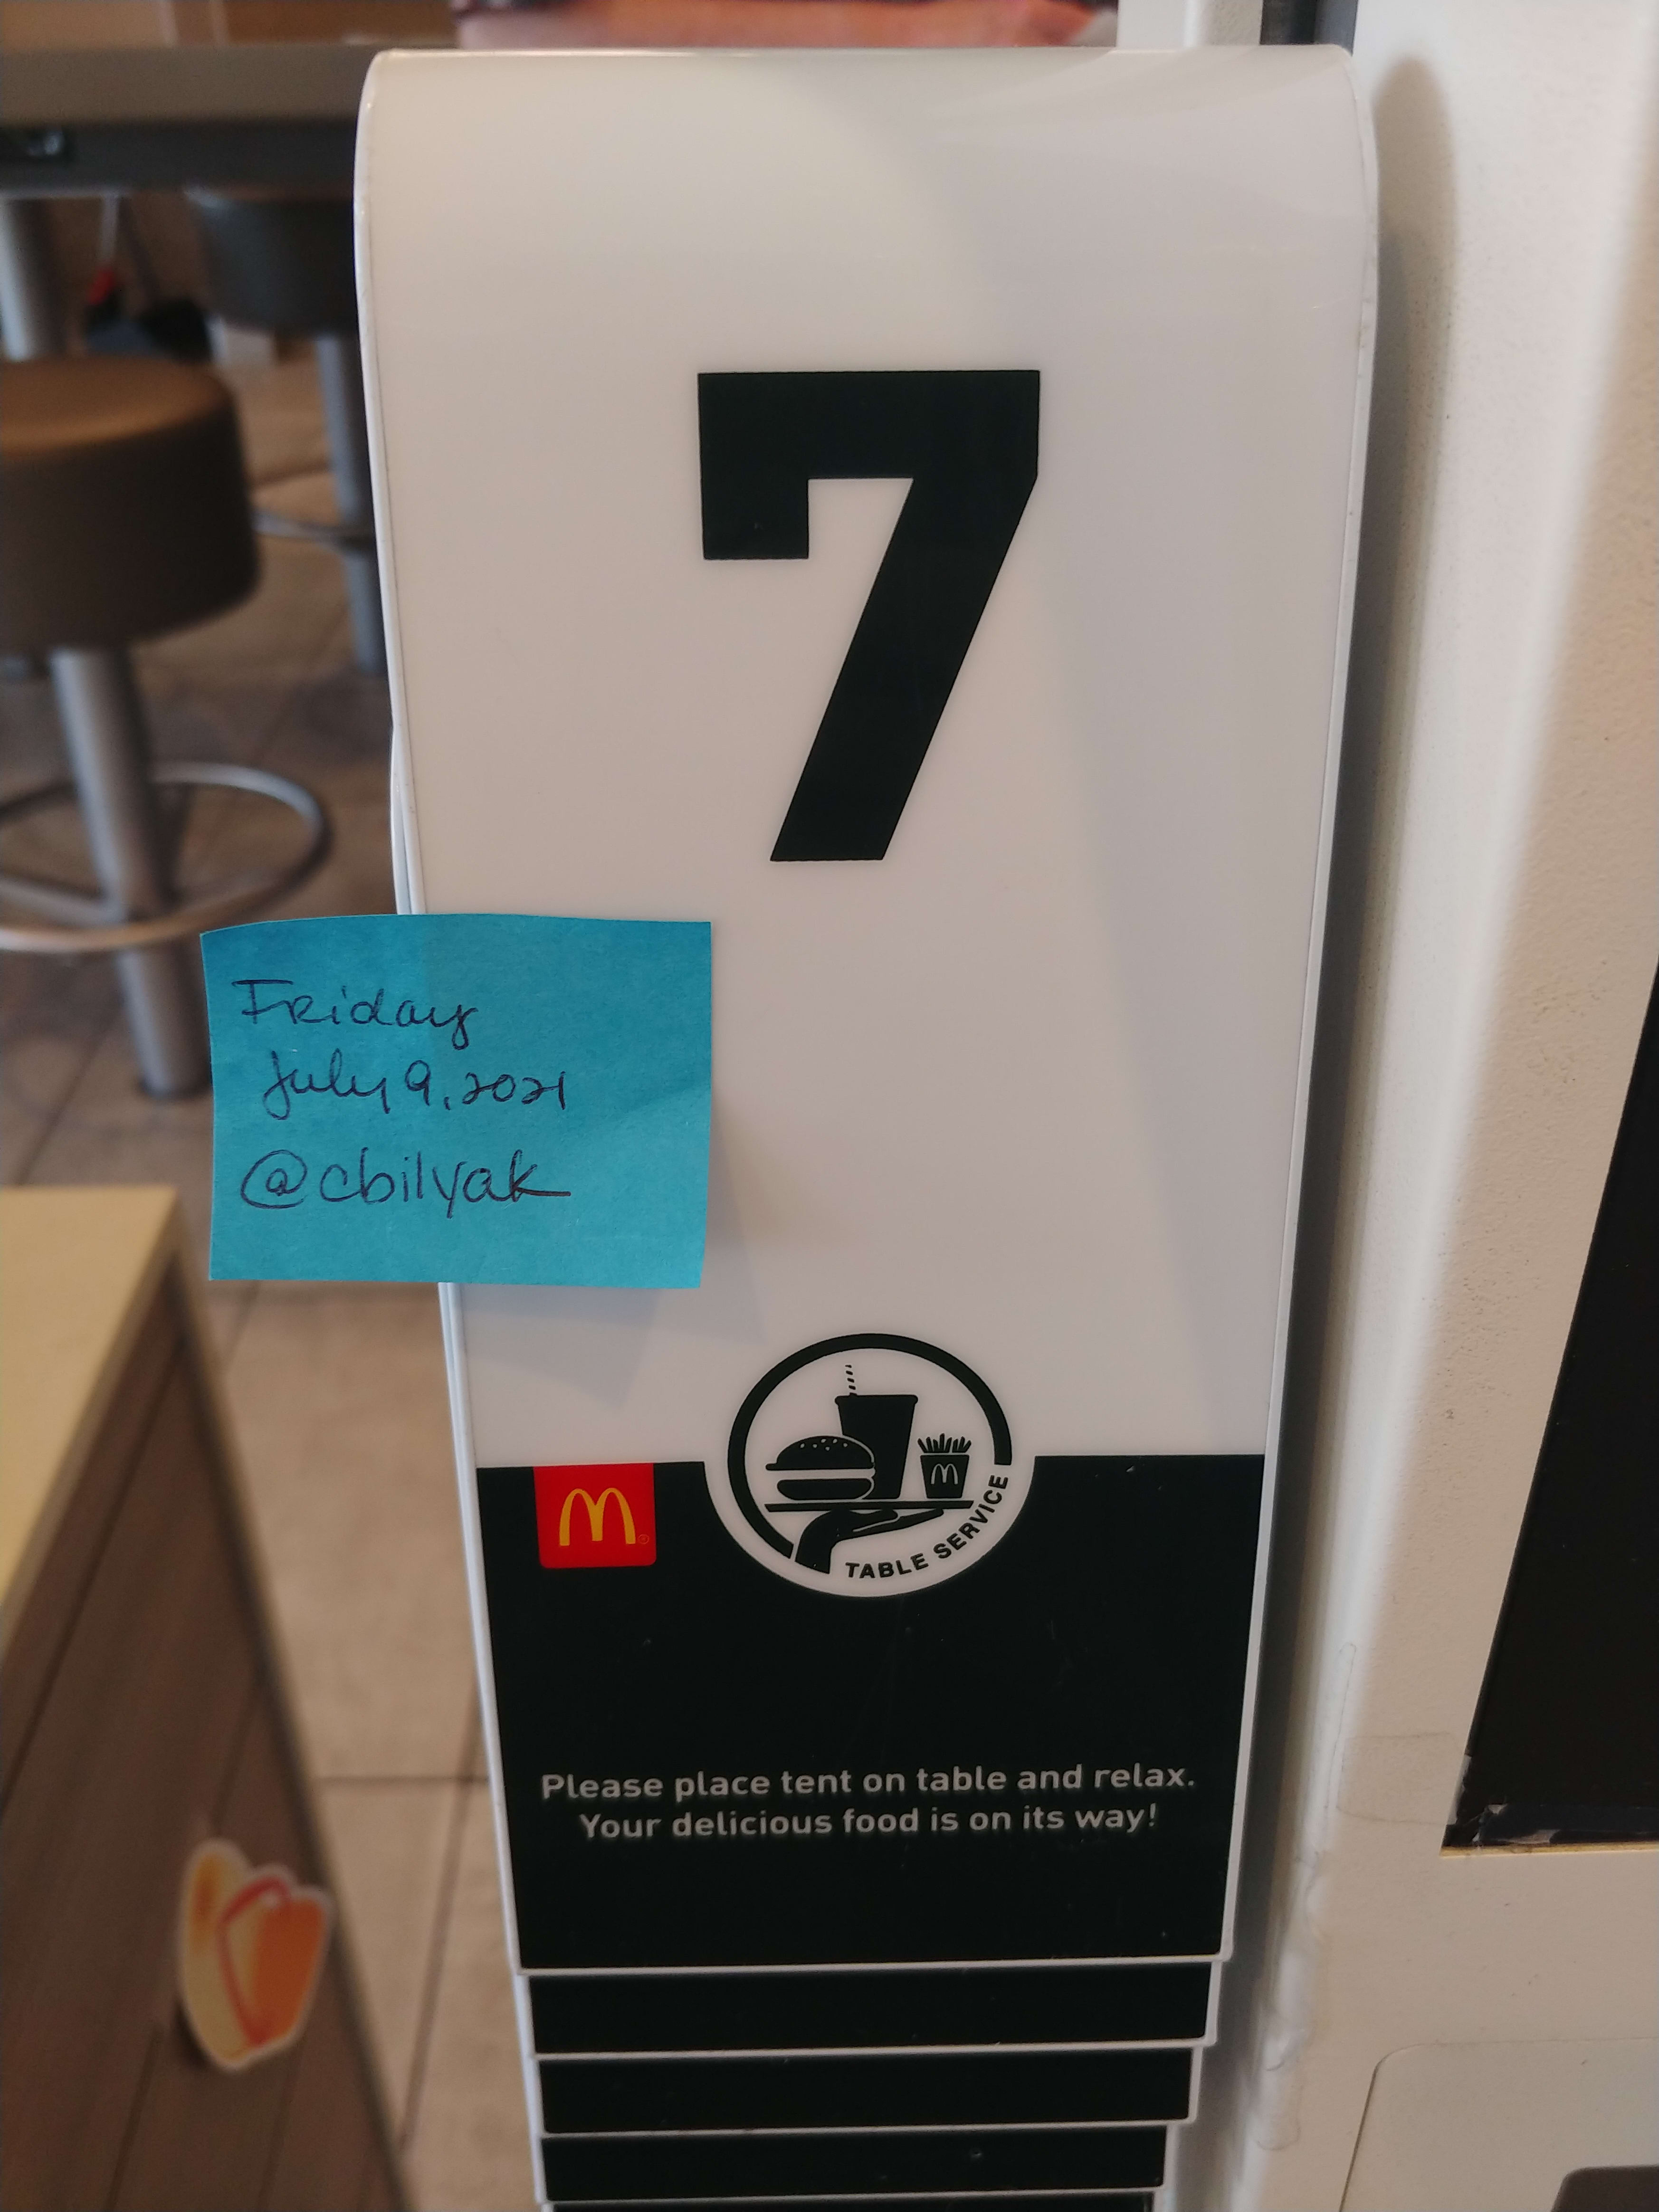 7
Friday
July 9, 2021
@cbilyak
TABLE SERVICE
Please place tent on table and relax.
Your delicious food is on its way!